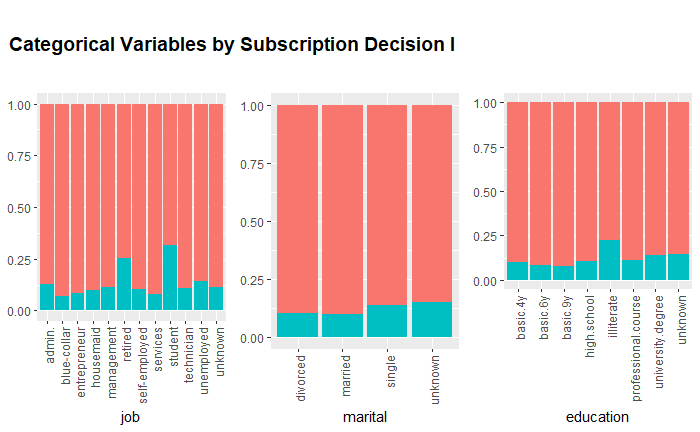 Categorical Variables by Subscription Decision I
1.00
0.75
0.50
0.25
0.00
admin.
blue-collar
entrepreneur
housemaid
management
retired
self-employed
services
student
technician
unemployed
unknown
job
1.00
0.75
0.50
0.25
0.00
divorced
married
single
unknown
marital
1.00
0.75
0.50
0.25
0.00
basic.4y
basic.6y
basic.9y
high.school
illiterate
professional.course
university.degree
unknown
education